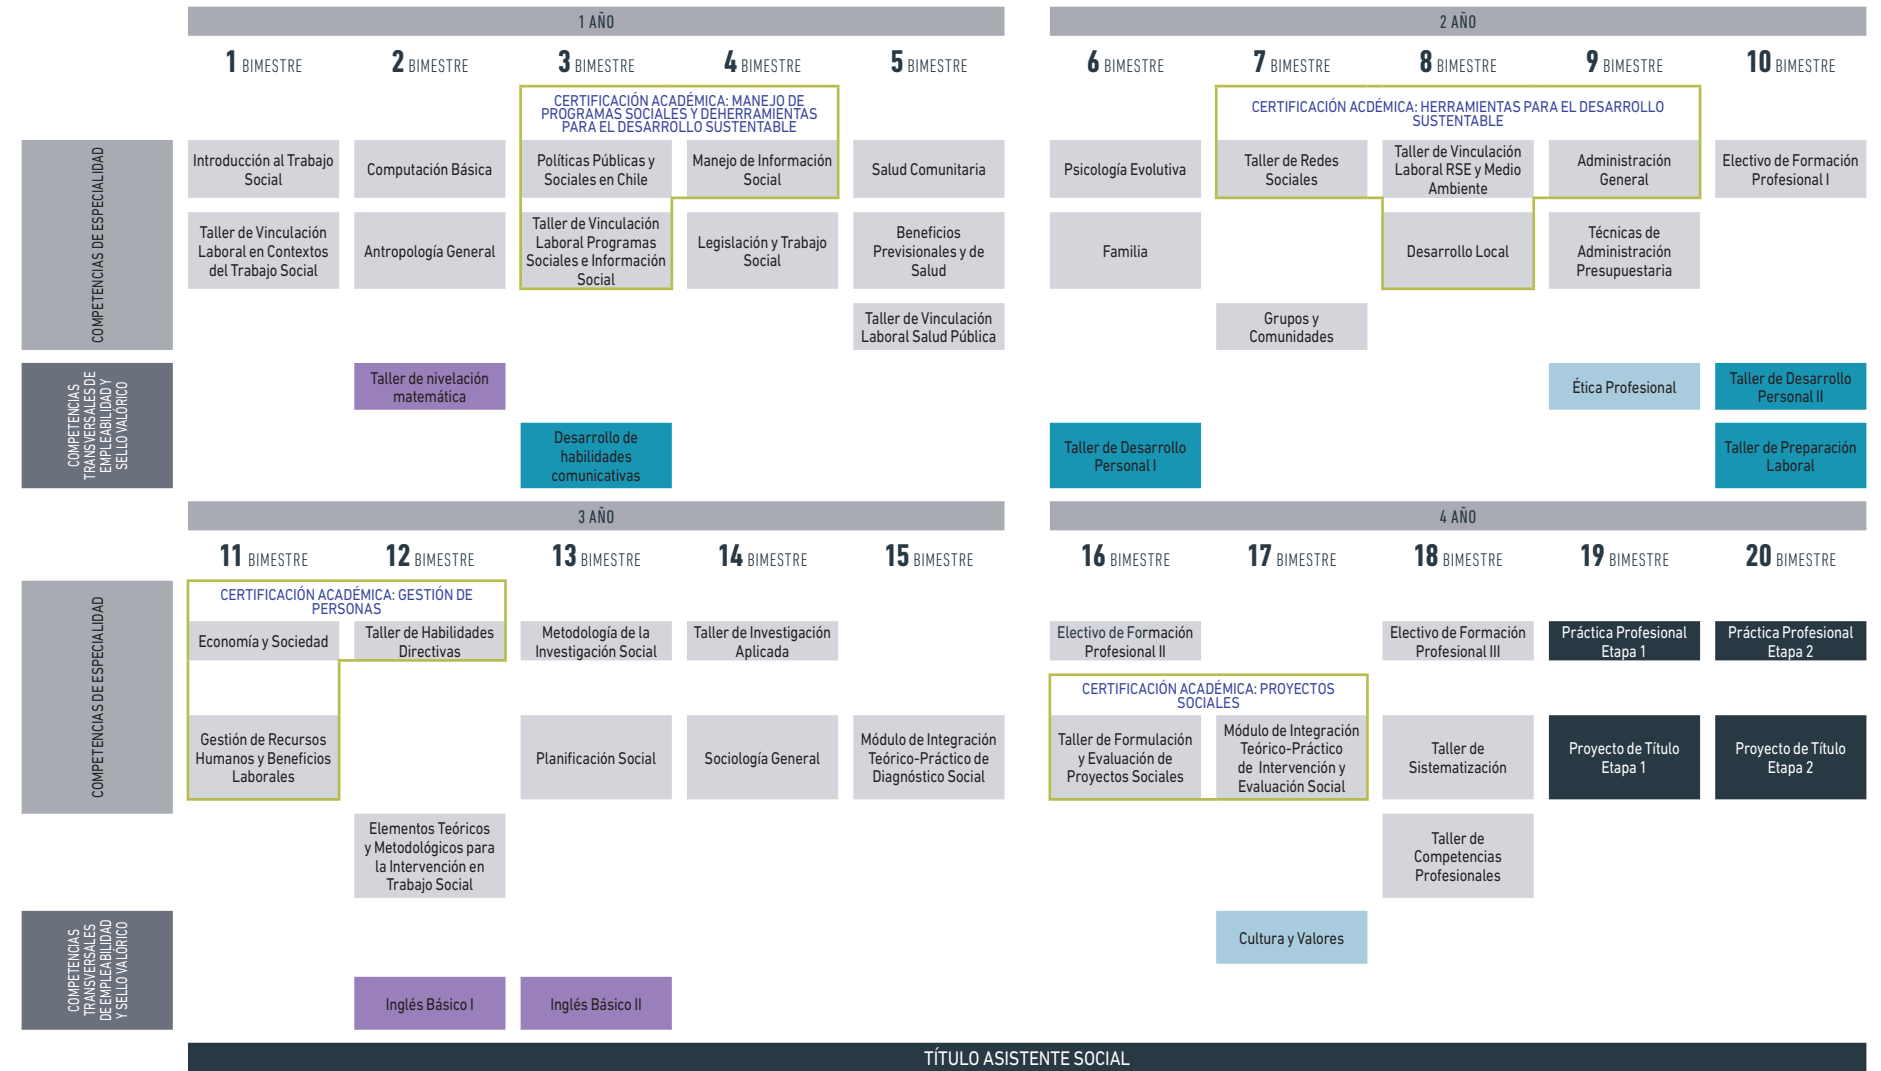 1 AÑO
2 AÑO
1 BIMESTRE
2 BIMESTRE
3 BIMESTRE
4 BIMESTRE
5 BIMESTRE
6 BIMESTRE
7 BIMESTRE
8 BIMESTRE
9 BIMESTRE
10 BIMESTRE
CERTIFICACIÓN ACADÉMICA: MANEJO DE
PROGRAMAS SOCIALES Y DEHERRAMIENTAS
PARA EL DESARROLLO SUSTENTABLE
CERTIFICACIÓN ACDÉMICA: HERRAMIENTAS PARA EL DESARROLLO
SUSTENTABLE
COMPETENCIAS DE ESPECIALIDAD
Introducción al Trabajo
Social
Computación Básica
Políticas Públicas y
Sociales en Chile
Manejo de Información
Social
Salud Comunitaria
Psicología Evolutiva
Taller de Redes
Sociales
Taller de Vinculación
Laboral RSE y Medio
Ambiente
Administración
General
Electivo de Formación
Profesional I
Taller de Vinculación
Laboral en Contextos
del Trabajo Social
Antropología General
Taller de Vinculación
Laboral Programas
Sociales e Información
Social
Legislación y Trabajo
Social
Beneficios
Previsionales y de
Salud
Familia
Desarrollo Local
Técnicas de
Administración
Presupuestaria
Taller de Vinculación
Laboral Salud Pública
Grupos y
Comunidades
COMPETENCIAS
TRANSVERSALES DE
EMPLEABILIDAD Y
SELLO VALÓRICO
Taller de nivelación
matemática
Ética Profesional
Taller de Desarrollo
Personal II
Desarrollo de
habilidades
comunicativas
Taller de Desarrollo
Personal I
Taller de Preparación
Laboral
3 AÑO
4 AÑO
11 BIMESTRE
12 BIMESTRE
13 BIMESTRE
14 BIMESTRE
15 BIMESTRE
16 BIMESTRE
17 BIMESTRE
18 BIMESTRE
19 BIMESTRE
20 BIMESTRE
CERTIFICACIÓN ACADÉMICA: GESTIÓN DE
PERSONAS
COMPETENCIAS DE ESPECIALIDAD
Economía y Sociedad
Taller de Habilidades
Directivas
Metodología de la
Investigación Social
Taller de Investigación
Aplicada
Electivo de Formación
Profesional II
Electivo de Formación
Profesional III
Práctica Profesional
Etapa 1
Práctica Profesional
Etapa 2
CERTIFICACIÓN ACADÉMICA: PROYECTOS
SOCIALES
Gestión de Recursos
Humanos y Beneficios
Laborales
Planificación Social
Sociología General
Módulo de Integración
Teórico-Práctico de
Diagnóstico Social
Taller de Formulación
y Evaluación de
Proyectos Sociales
Módulo de Integración
Teórico-Práctico
de Intervención y
Evaluación Social
Taller de
Sistematización
Proyecto de Título
Etapa 1
Proyecto de Título
Etapa 2
Elementos Teóricos
y Metodológicos para
la Intervención en
Trabajo Social
Taller de
Competencias
Profesionales
COMPETENCIAS
TRANSVERSALES
DE EMPLEABILIDAD
Y SELLO VALÓRICO
Cultura y Valores
Inglés Básico I
Inglés Básico II
TÍTULO ASISTENTE SOCIAL